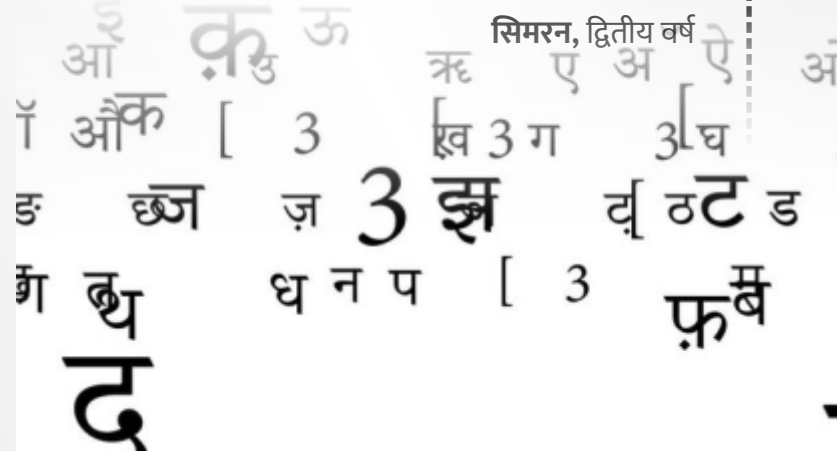 सिमरन, द्वितीय वर्ष
इ क़ ऊ
आ उ ऋ ए अ ऐ
औ क [ 3 [ ख़ 3 ग 3 [ घ
ङ छ ज ज़ 3 झ ट [ ठ ट ड
ण ढ थ ध न प [ 3 फ़ ब म
द